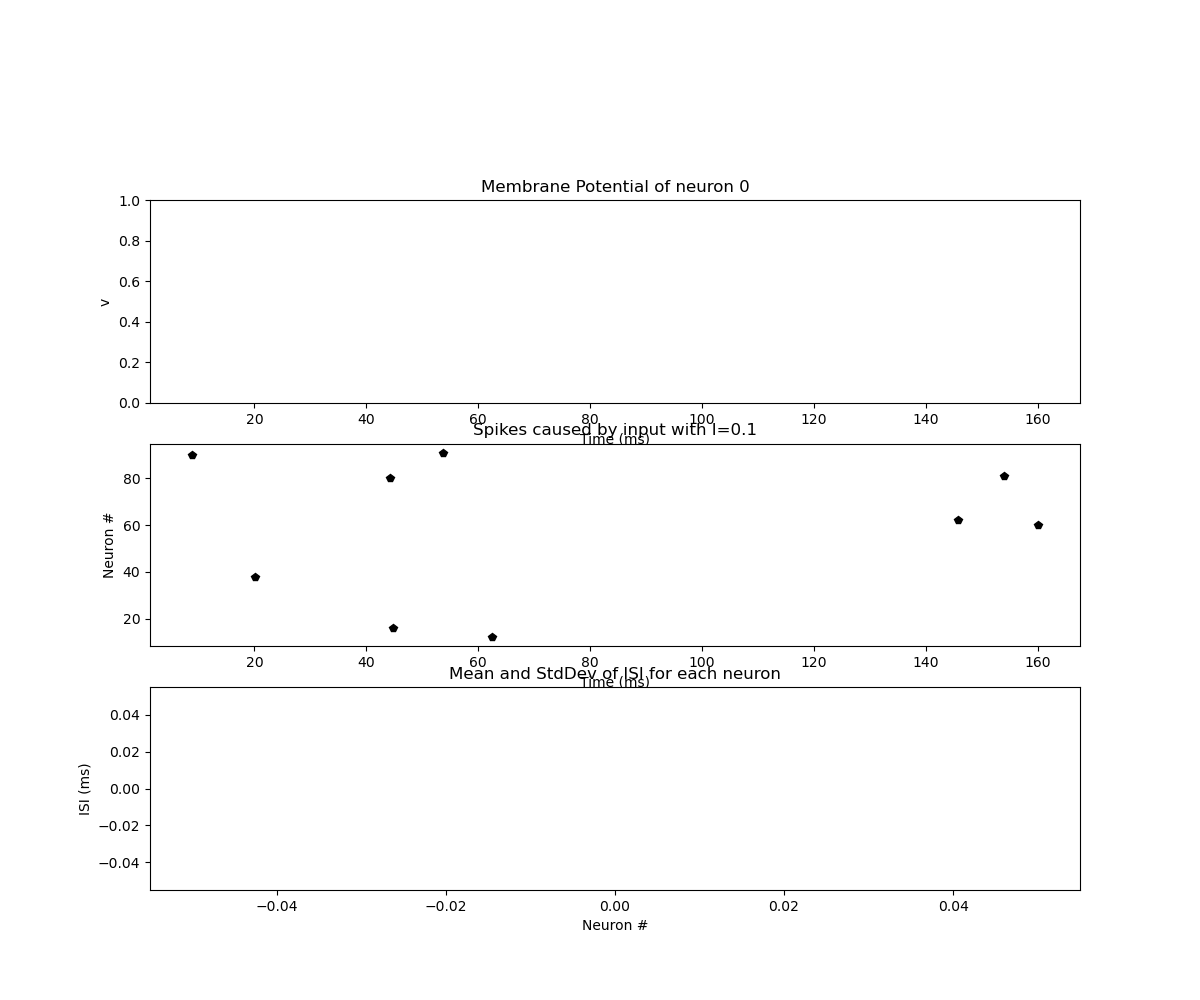 Membrane Potential of neuron 0
1.0
0.8
0.6
0.4
0.2
0.0
v
20 40 60 80 100 120 140 160
Time (ms)
Spikes caused by input with I=0.1
80
60
40
20
Neuron #
20 40 60 80 100 120 140 160
Time (ms)
Mean and StdDev of ISI for each neuron
0.04
0.02
0.00
−0.02
−0.04
ISI (ms)
−0.04 −0.02 0.00 0.02 0.04
Neuron #